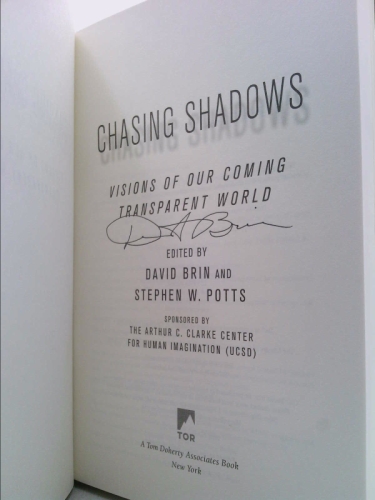 CHASING SHADOWS
VISIONS OF OUR COMING
TRANSPARENT WORLD
D A Brin
EDITED BY
DAVID BRIN AND
STEPHEN W. POTTS
SPONSORED BY
THE ARTHUR C. CLARKE CENTER
FOR HUMAN IMAGINATION (UCSD)
TOR
A Tom Doherty Associates Book
New York